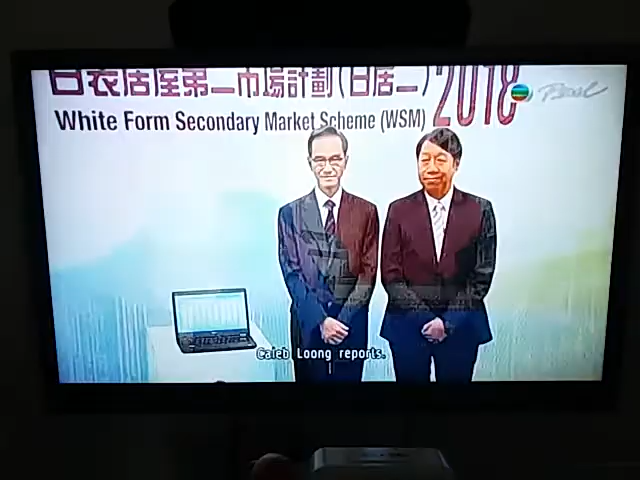 白表居屋第二市場計劃(白居二)2018
White Form Secondary Market Scheme (WSM)
Pearl
Caleb Loong reports.